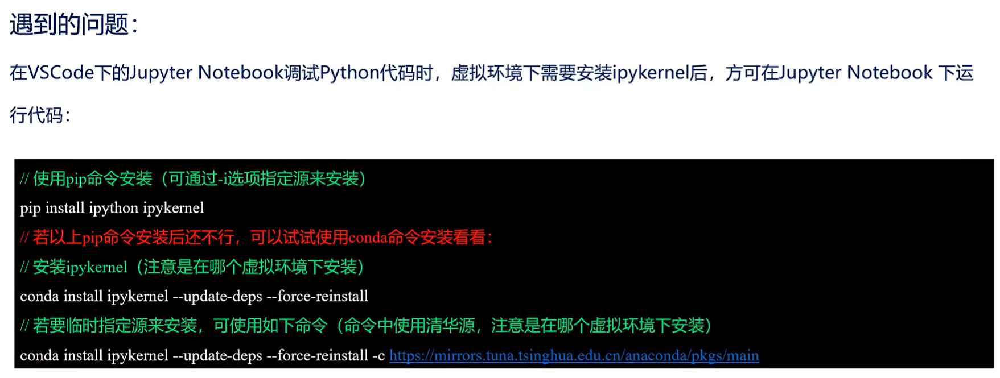 遇到的问题：
在VSCode下的Jupyter Notebook调试Python代码时，虚拟环境下需要安装ipykernel后，方可在Jupyter Notebook 下运
行代码：
// 使用pip命令安装（可通过-i选项指定源来安装）
pip install ipython ipykernel
// 若以上pip命令安装后还不行，可以试试使用conda命令安装看看：
// 安装ipykernel（注意是在哪个虚拟环境下安装）
conda install ipykernel --update-deps --force-reinstall
// 若要临时指定源来安装，可使用如下命令（命令中使用清华源，注意是在哪个虚拟环境下安装）
conda install ipykernel --update-deps --force-reinstall -c https://mirrors.tuna.tsinghua.edu.cn/anaconda/pkgs/main